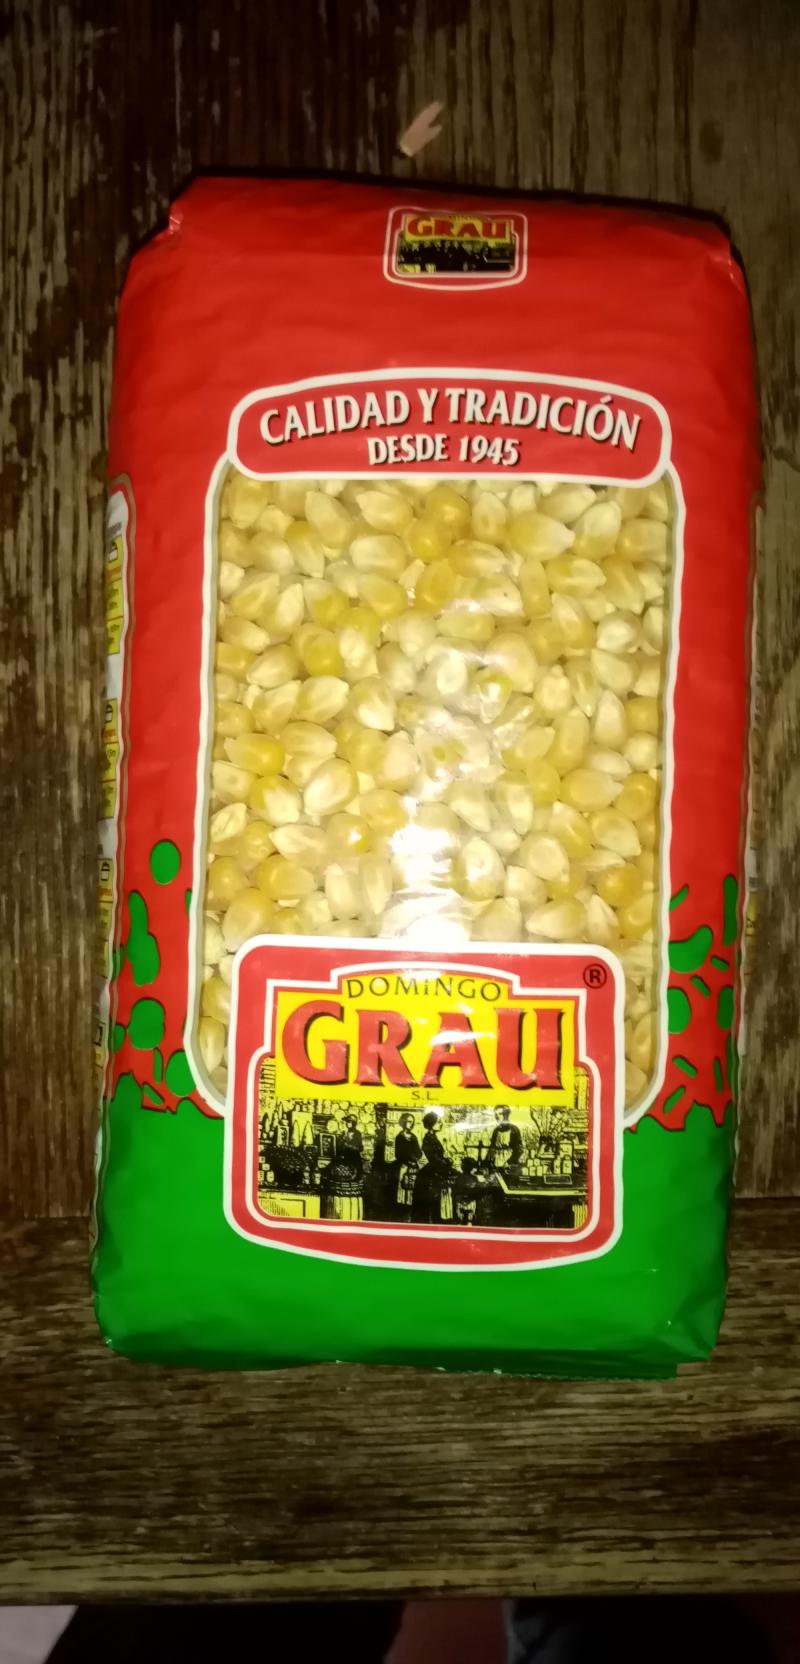 GRAU
CALIDAD Y TRADICIÓN
DESDE 1945
DOMINGO
GRAU
S.L.
®